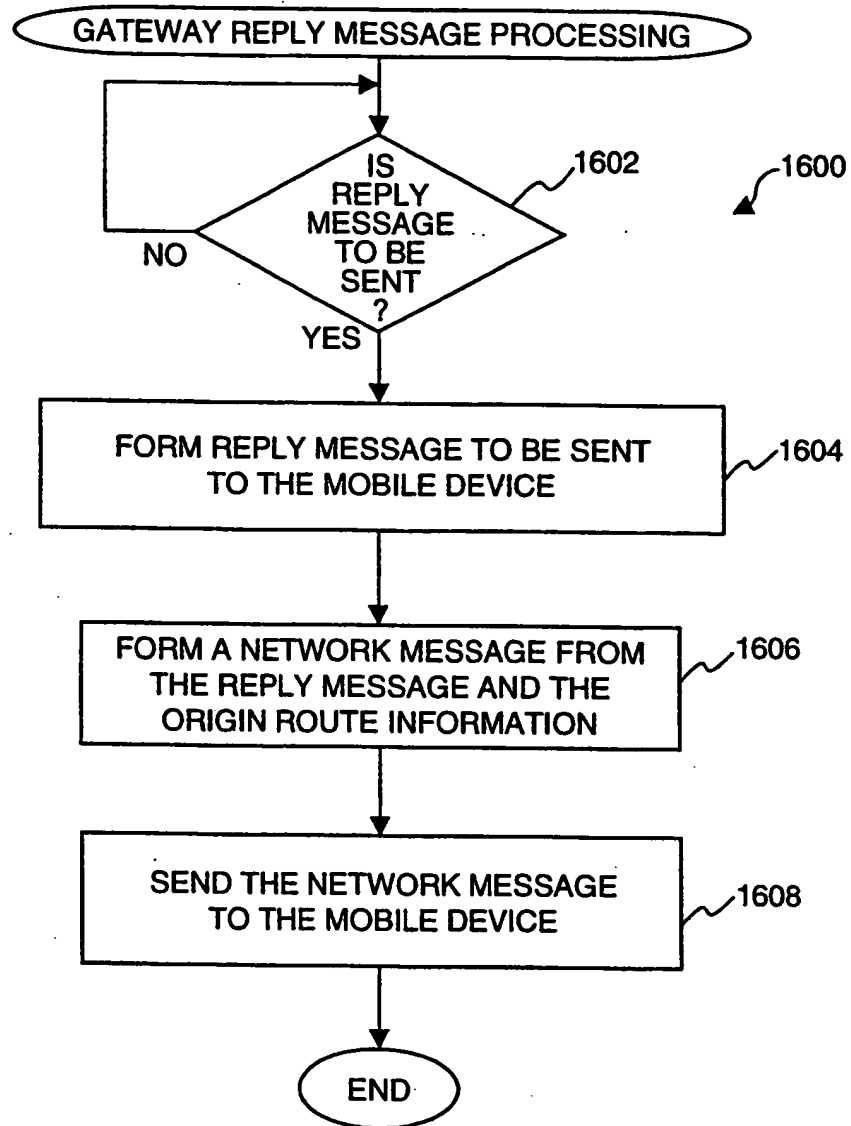 GATEWAY REPLY MESSAGE PROCESSING
IS
REPLY
MESSAGE
TO BE
SENT
?
1602
1600
NO
YES
FORM REPLY MESSAGE TO BE SENT
TO THE MOBILE DEVICE
1604
FORM A NETWORK MESSAGE FROM
THE REPLY MESSAGE AND THE
ORIGIN ROUTE INFORMATION
1606
SEND THE NETWORK MESSAGE
TO THE MOBILE DEVICE
1608
END